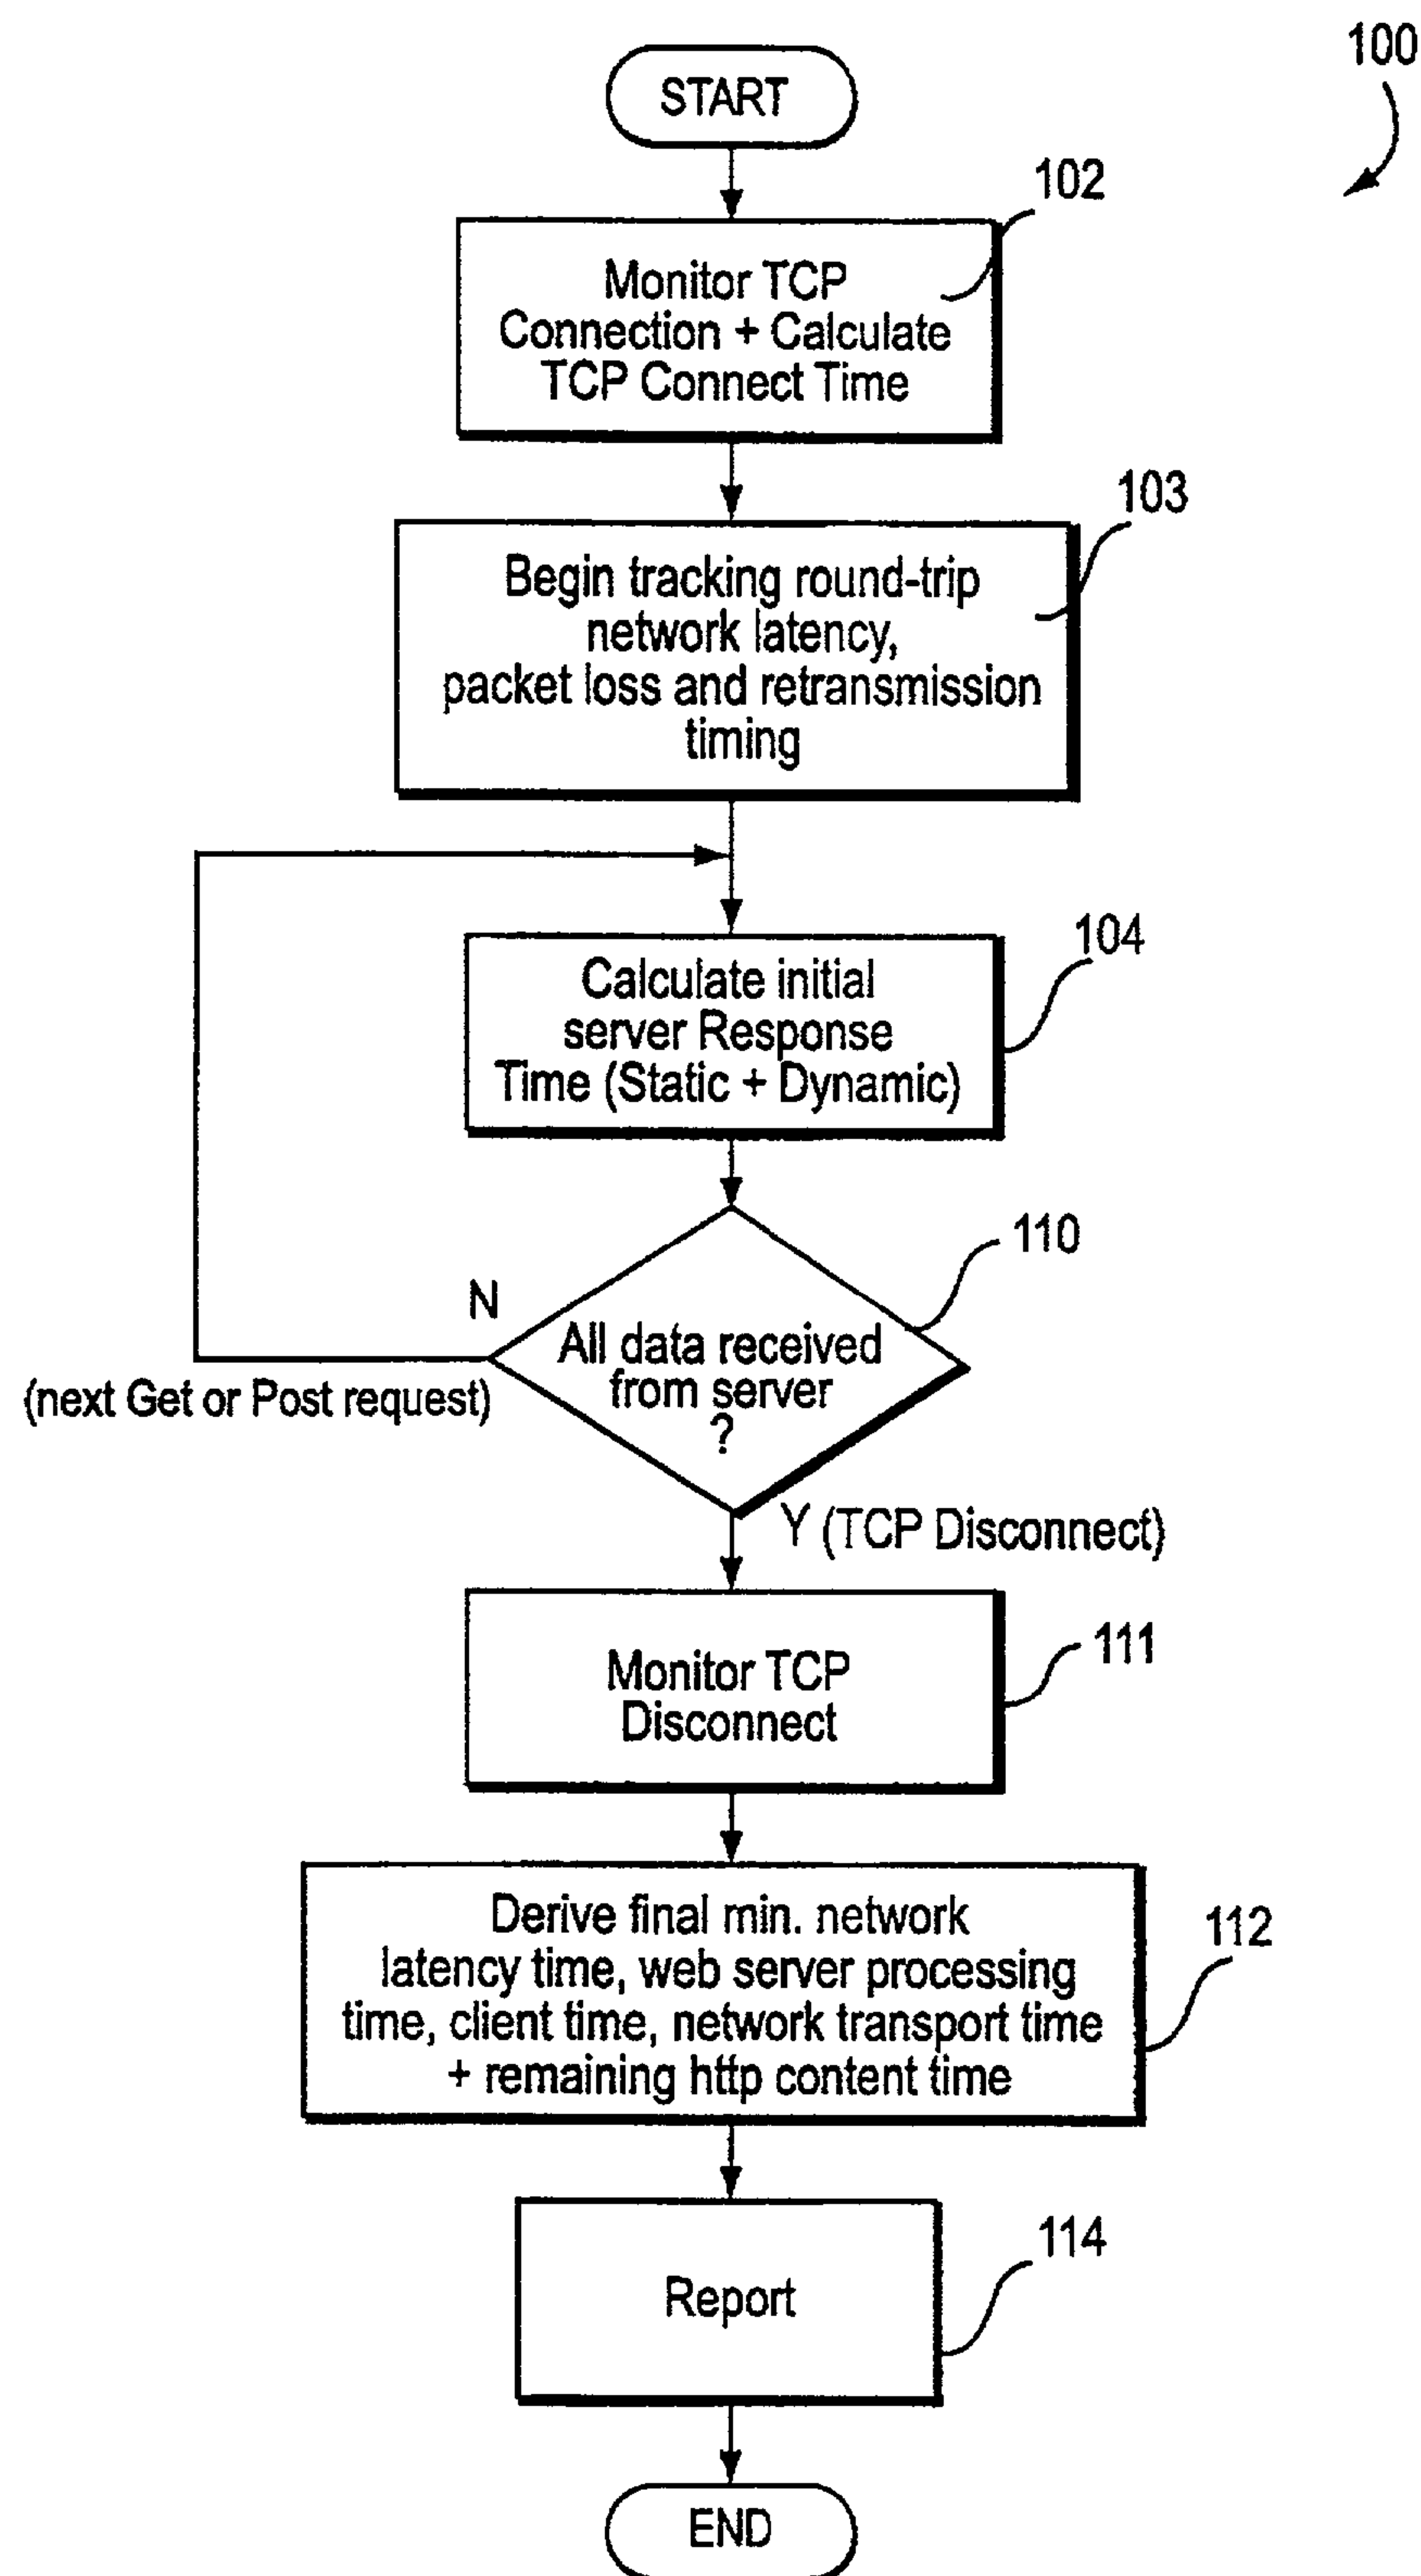 100
START
102
Monitor TCP
Connection + Calculate
TCP Connect Time
103
Begin tracking round-trip
network latency,
packet loss and retransmission
timing
104
Calculate initial
server Response
Time (Static + Dynamic)
110
N
All data received
from server
?
(next Get or Post request)
Y (TCP Disconnect)
111
Monitor TCP
Disconnect
112
Derive final min. network
latency time, web server processing
time, client time, network transport time
+ remaining http content time
114
Report
END